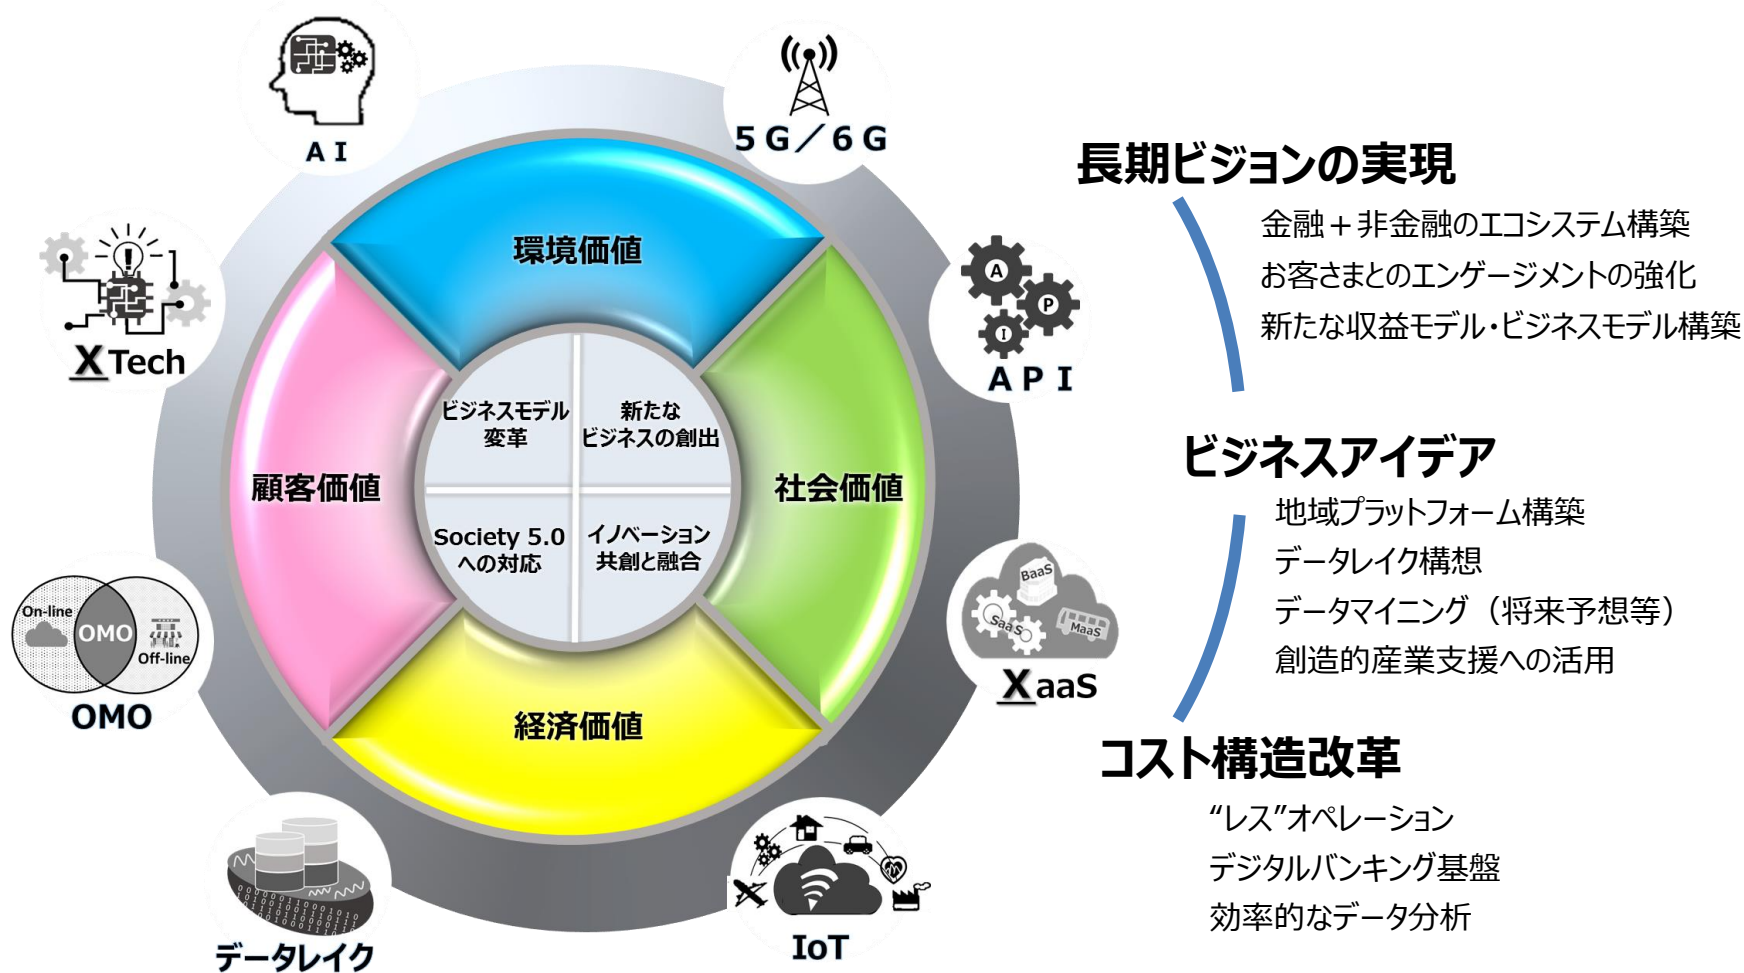 AI
5G／6G
X Tech
A
P
I
API
On-line
OMO
Off-line
OMO
BaaS
SaaS
MaaS
XaaS
データレイク
IoT
環境価値
顧客価値
社会価値
経済価値
ビジネスモデル
変革
新たな
ビジネスの創出
Society 5.0
への対応
イノベーション
共創と融合
長期ビジョンの実現
金融＋非金融のエコシステム構築
お客さまとのエンゲージメントの強化
新たな収益モデル・ビジネスモデル構築
ビジネスアイデア
地域プラットフォーム構築
データレイク構想
データマイニング（将来予想等）
創造的産業支援への活用
コスト構造改革
“レス”オペレーション
デジタルバンキング基盤
効率的なデータ分析